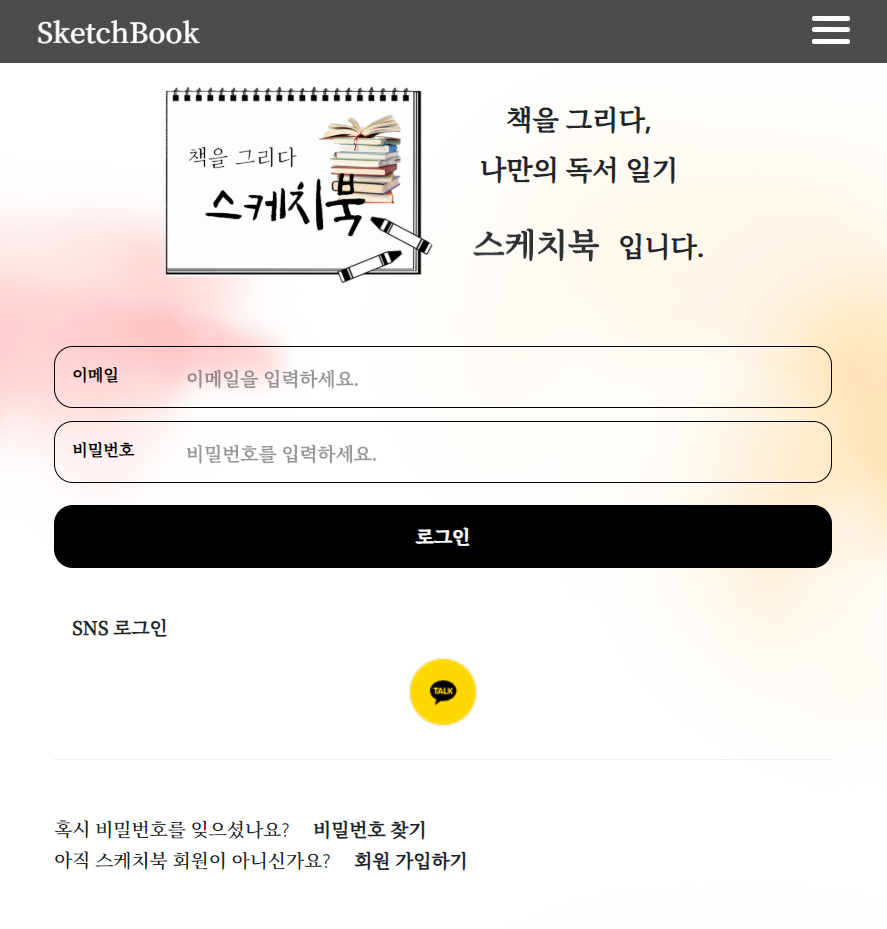 SketchBook
책을 그리다
스케치북
책을 그리다,
나만의 독서 일기
스케치북 입니다.
이메일 이메일을 입력하세요.
비밀번호 비밀번호를 입력하세요.
로그인
SNS 로그인
TALK
혹시 비밀번호를 잊으셨나요? 비밀번호 찾기
아직 스케치북 회원이 아니신가요? 회원 가입하기